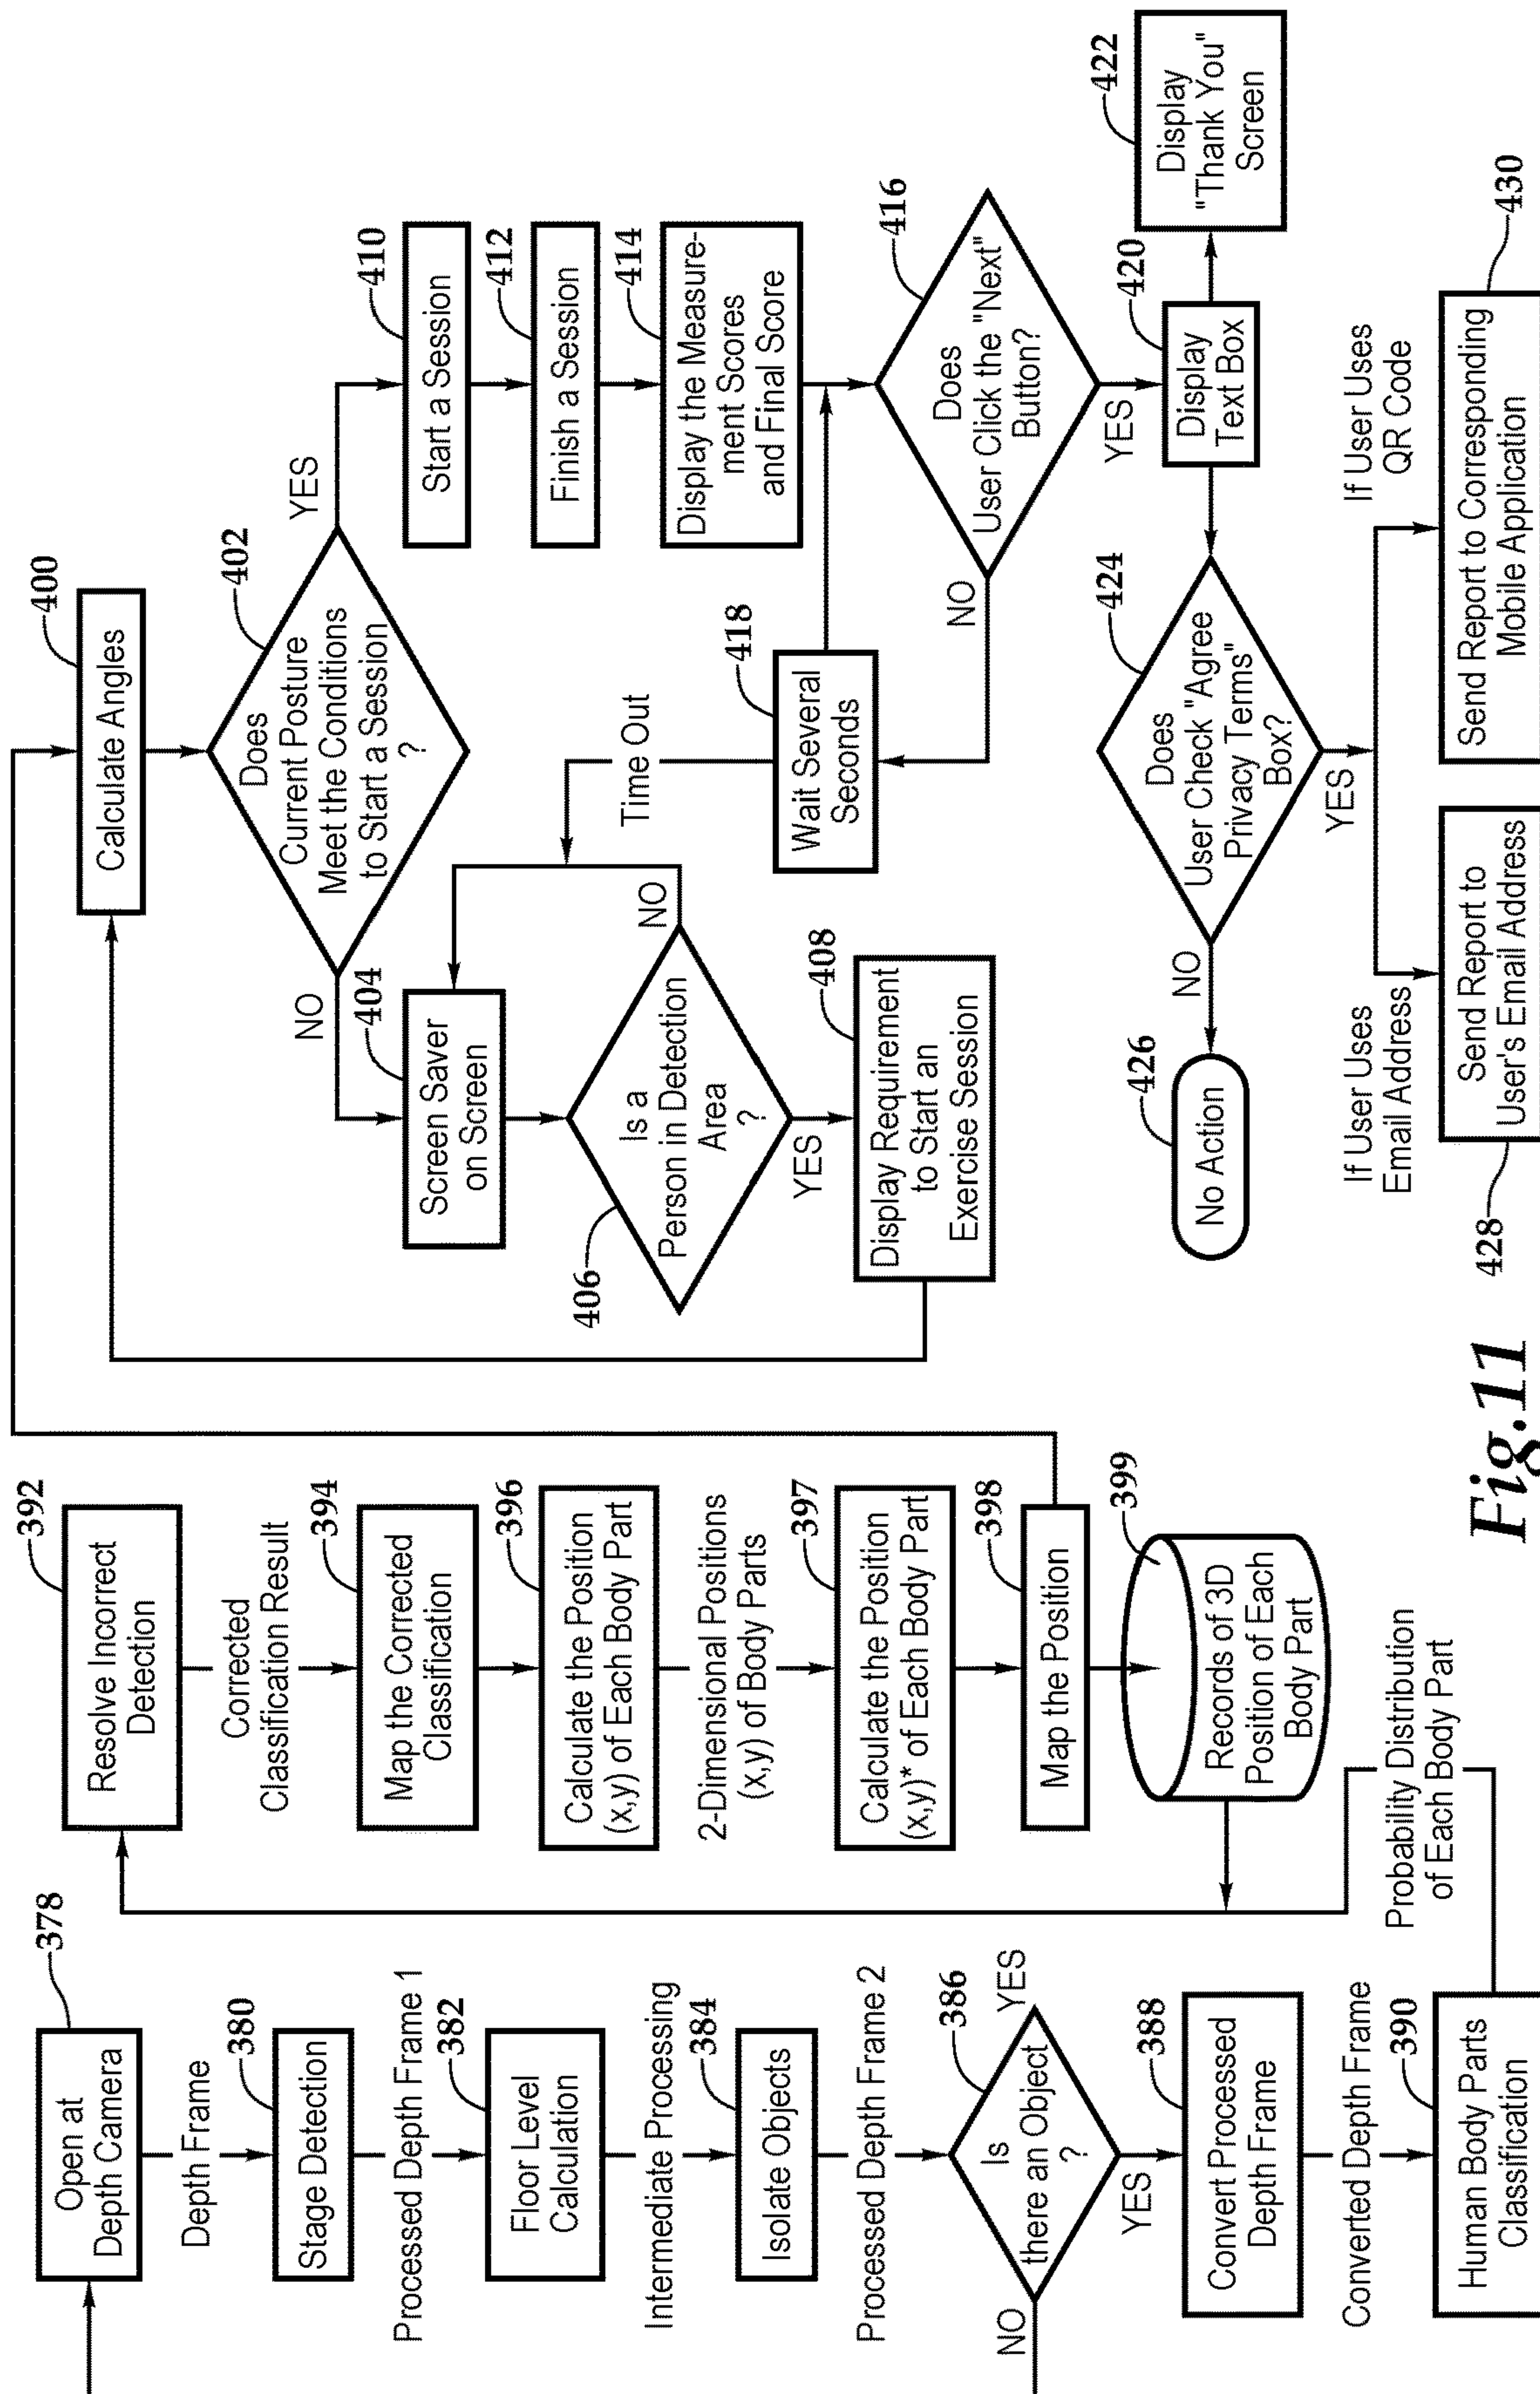 378
Open at
Depth Camera
Depth Frame
380
Stage Detection
Processed Depth Frame 1
382
Floor Level
Calculation
Intermediate Processing
384
Isolate Objects
Processed Depth Frame 2
386
Is
there an Object
?
YES
NO
YES
388
Convert Processed
Depth Frame
Converted Depth Frame
390
Human Body Parts
Classification
Probability Distribution
of Each Body Part
392
Resolve Incorrect
Detection
Corrected
Classification Result
394
Map the Corrected
Classification
396
Calculate the Position
(x,y) of Each Body Part
2-Dimensional Positions
(x,y) of Body Parts
397
Calculate the Position
(x,y)* of Each Body Part
398
Map the Position
399
Records of 3D
Position of Each
Body Part
400
Calculate Angles
402
Does
Current Posture
Meet the Conditions
to Start a Session
?
NO
YES
404
Screen Saver
on Screen
406
Is a
Person in Detection
Area
?
NO
YES
408
Display Requirement
to Start an
Exercise Session
Time Out
410
Start a Session
412
Finish a Session
414
Display the Measure-
ment Scores
and Final Score
416
Does
User Click the "Next"
Button?
NO
YES
418
Wait Several
Seconds
420
Display
Text Box
422
Display
"Thank You"
Screen
424
Does
User Check "Agree
Privacy Terms"
Box?
NO
YES
426
No Action
If User Uses
Email Address
If User Uses
QR Code
428
Send Report to
User's Email Address
430
Send Report to Corresponding
Mobile Application
Fig.11